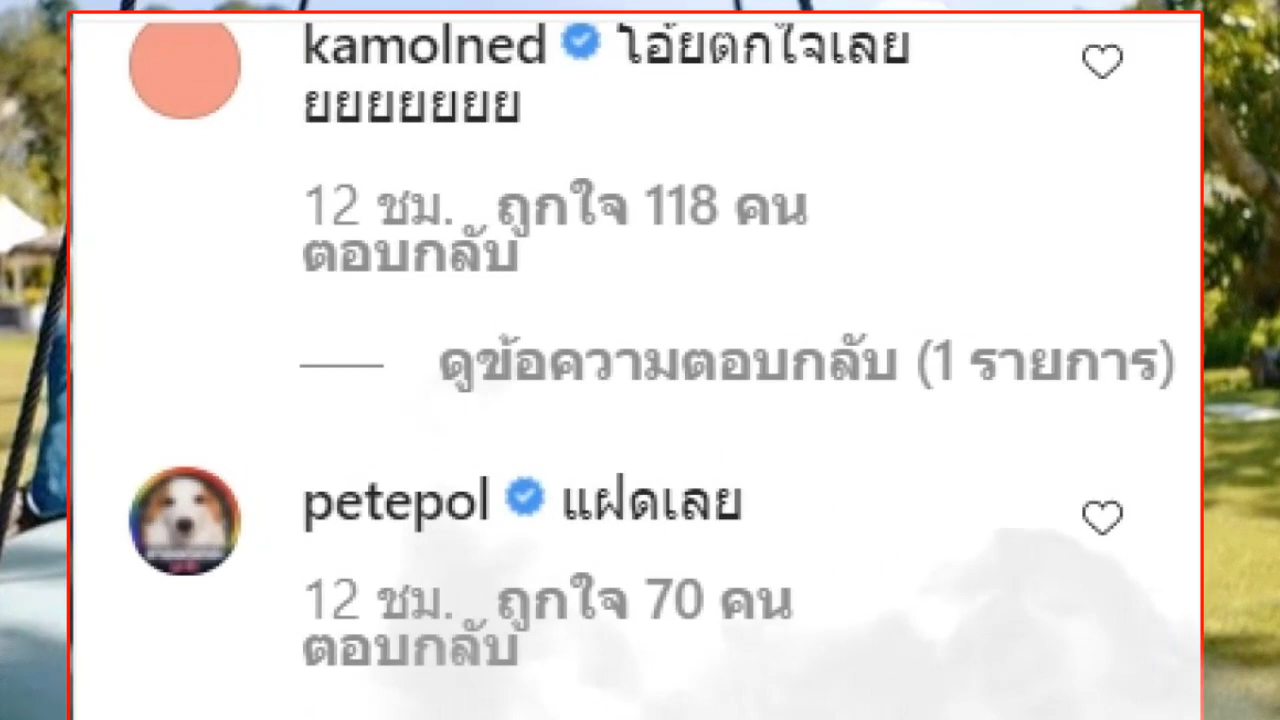 kamolned โอ้ยตกใจเลย
ยยยยยยย
12 ชม. ถูกใจ 118 คน
ตอบกลับ
ดูข้อความตอบกลับ (1 รายการ)
petepol แฝดเลย
12 ชม. ถูกใจ 70 คน
ตอบกลับ